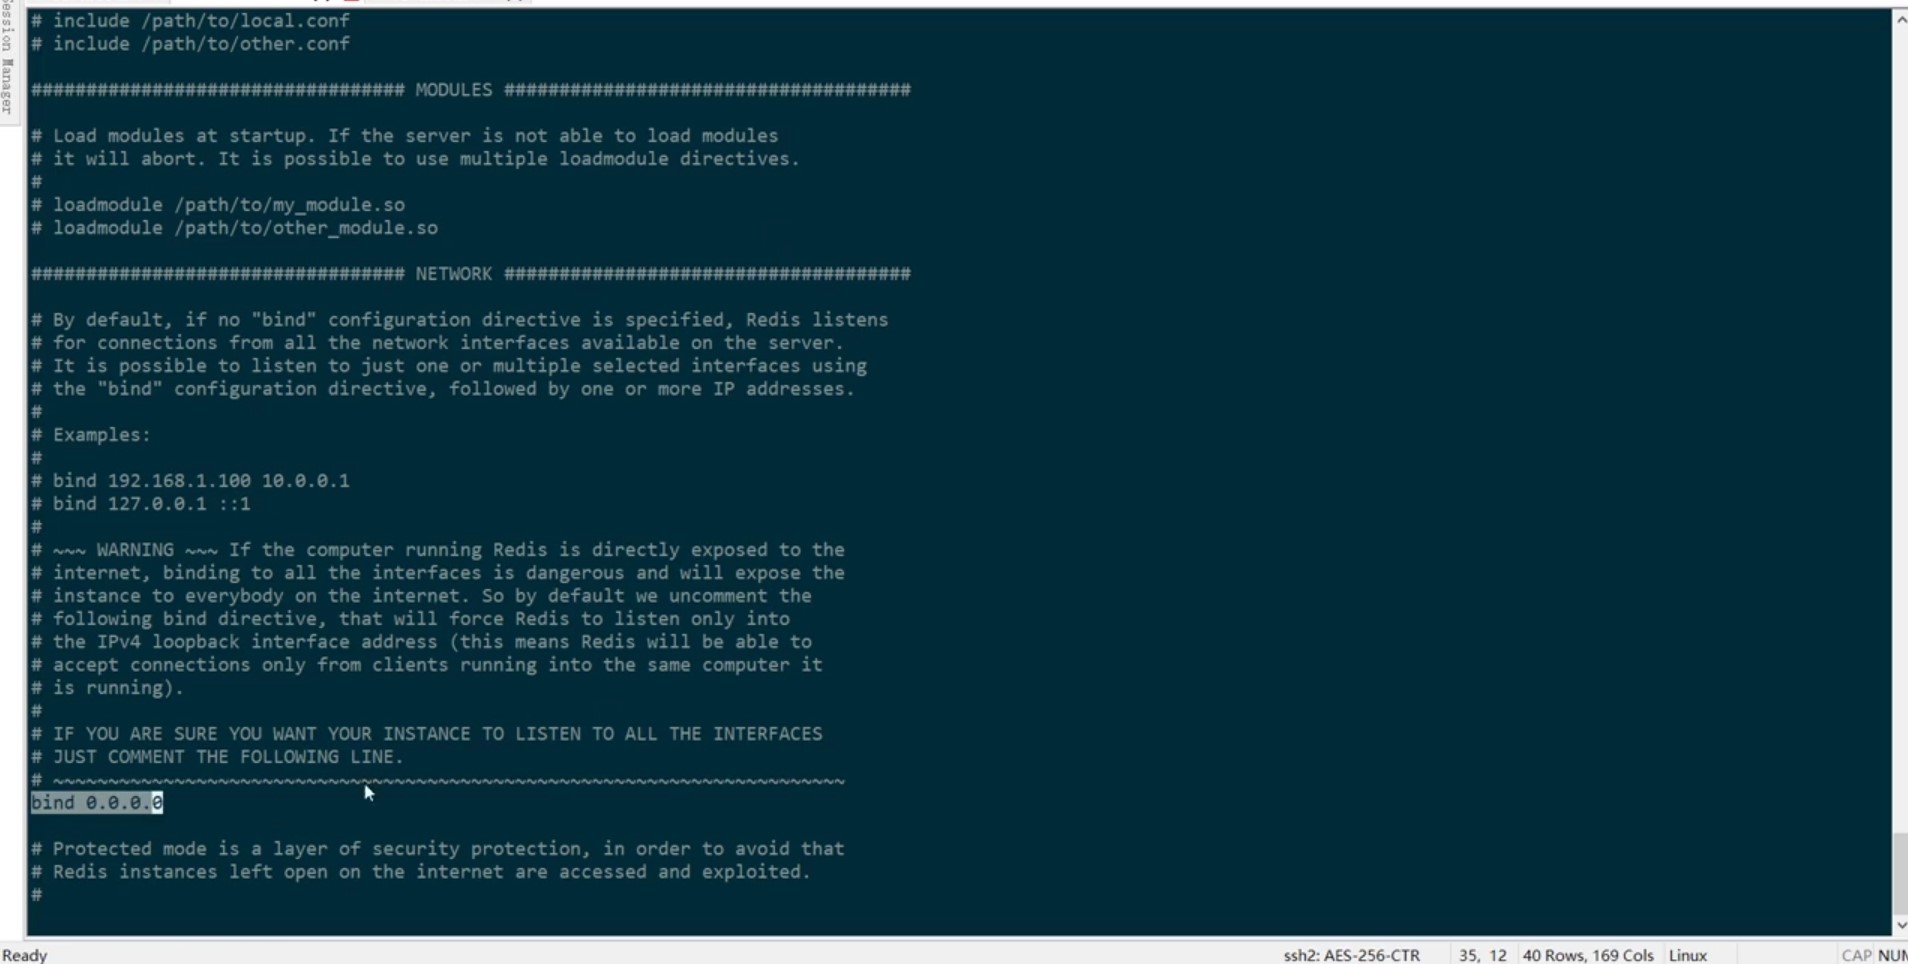 Session Manager
# include /path/to/local.conf
# include /path/to/other.conf
################################## MODULES #####################################
# Load modules at startup. If the server is not able to load modules
# it will abort. It is possible to use multiple loadmodule directives.
#
# loadmodule /path/to/my_module.so
# loadmodule /path/to/other_module.so
################################## NETWORK #####################################
# By default, if no "bind" configuration directive is specified, Redis listens
# for connections from all the network interfaces available on the server.
# It is possible to listen to just one or multiple selected interfaces using
# the "bind" configuration directive, followed by one or more IP addresses.
#
# Examples:
#
# bind 192.168.1.100 10.0.0.1
# bind 127.0.0.1 ::1
#
# ~~~ WARNING ~~~ If the computer running Redis is directly exposed to the
# internet, binding to all the interfaces is dangerous and will expose the
# instance to everybody on the internet. So by default we uncomment the
# following bind directive, that will force Redis to listen only into
# the IPv4 loopback interface address (this means Redis will be able to
# accept connections only from clients running into the same computer it
# is running).
#
# IF YOU ARE SURE YOU WANT YOUR INSTANCE TO LISTEN TO ALL THE INTERFACES
# JUST COMMENT THE FOLLOWING LINE.
# ~~~~~~~~~~~~~~~~~~~~~~~~~~~~~~~~~~~~~~~~~~~~~~~~~~~~~~~~~~~~~~~~~~~~~~~~
bind 0.0.0.0
# Protected mode is a layer of security protection, in order to avoid that
# Redis instances left open on the internet are accessed and exploited.
#
Ready ssh2: AES-256-CTR 35, 12 40 Rows, 169 Cols Linux CAP NUM